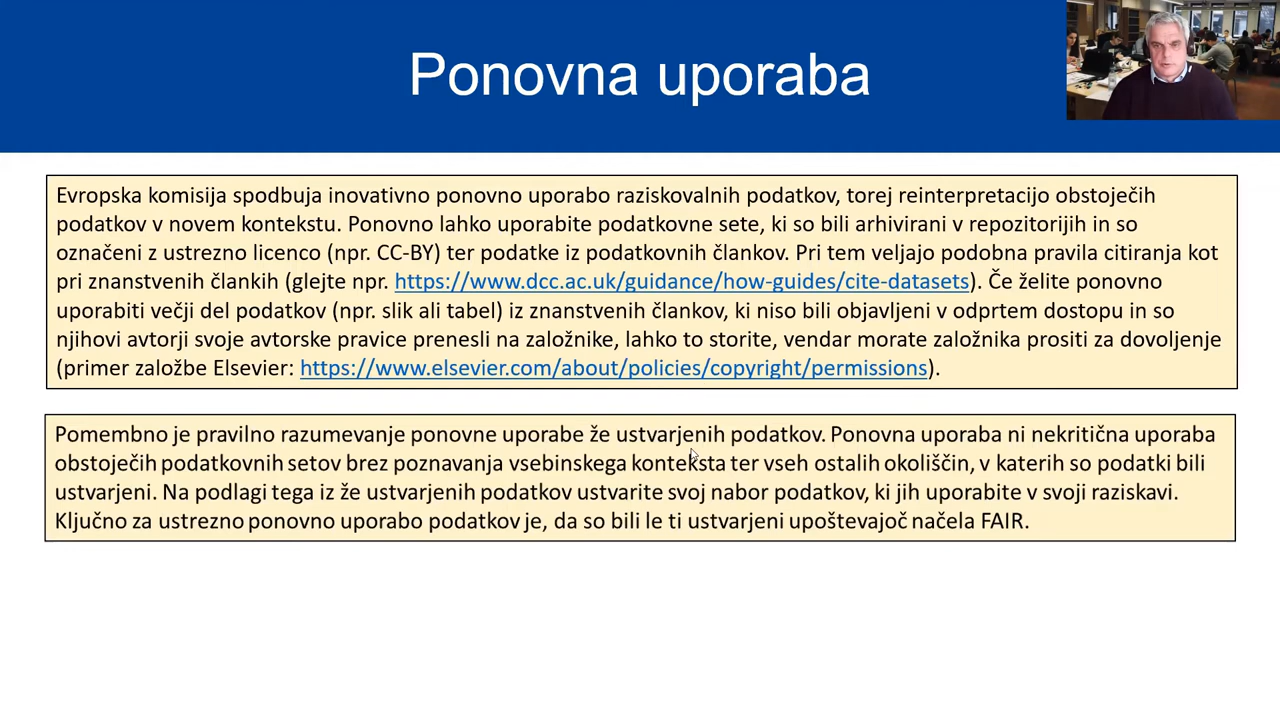 Ponovna uporaba
Evropska komisija spodbuja inovativno ponovno uporabo raziskovalnih podatkov, torej reinterpretacijo obstoječih
podatkov v novem kontekstu. Ponovno lahko uporabite podatkovne sete, ki so bili arhivirani v repozitorijih in so
označeni z ustrezno licenco (npr. CC-BY) ter podatke iz podatkovnih člankov. Pri tem veljajo podobna pravila citiranja kot
pri znanstvenih člankih (glejte npr. https://www.dcc.ac.uk/guidance/how-guides/cite-datasets). Če želite ponovno
uporabiti večji del podatkov (npr. slik ali tabel) iz znanstvenih člankov, ki niso bili objavljeni v odprtem dostopu in so
njihovi avtorji svoje avtorske pravice prenesli na založnike, lahko to storite, vendar morate založnika prositi za dovoljenje
(primer založbe Elsevier: https://www.elsevier.com/about/policies/copyright/permissions).
Pomembno je pravilno razumevanje ponovne uporabe že ustvarjenih podatkov. Ponovna uporaba ni nekritična uporaba
obstoječih podatkovnih setov brez poznavanja vsebinskega konteksta ter vseh ostalih okoliščin, v katerih so podatki bili
ustvarjeni. Na podlagi tega iz že ustvarjenih podatkov ustvarite svoj nabor podatkov, ki jih uporabite v svoji raziskavi.
Ključno za ustrezno ponovno uporabo podatkov je, da so bili le ti ustvarjeni upoštevajoč načela FAIR.